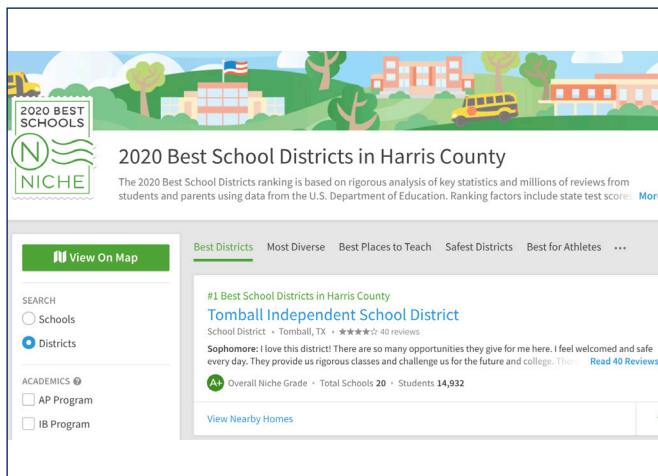 2020 BEST
SCHOOLS
N
NICHE
2020 Best School Districts in Harris County
The 2020 Best School Districts ranking is based on rigorous analysis of key statistics and millions of reviews from
students and parents using data from the U.S. Department of Education. Ranking factors include state test score
View On Map
SEARCH
Schools
Districts
ACADEMICS
AP Program
IB Program
Best Districts Most Diverse Best Places to Teach Safest Districts Best for Athletes •••
#1 Best School Districts in Harris County
Tomball Independent School District
School District • Tomball, TX • ★★★★☆ 40 reviews
Sophomore: I love this district! There are so many opportunities they give for me here. I feel welcomed and safe
every day. They provide us rigorous classes and challenge us for the future and college. Read 40 Reviews
A+ Overall Niche Grade • Total Schools 20 • Students 14,932
View Nearby Homes